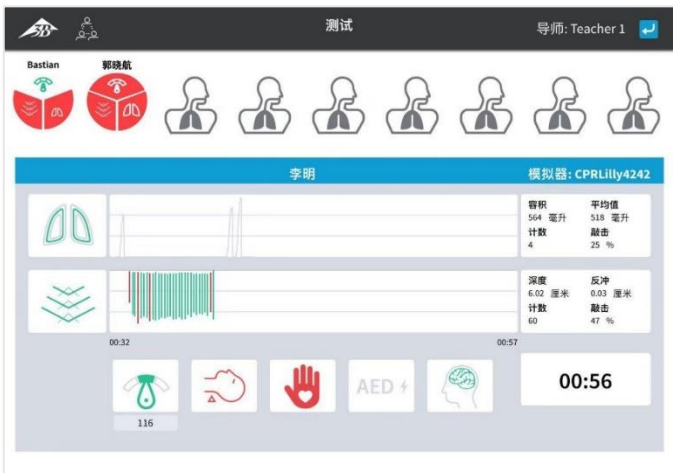 3B
测试
导师: Teacher 1
Bastian
郭晓航
李明
模拟器: CPRLilly4242
容积 平均值
564 毫升 518 毫升
计数 敲击
4 25 %
深度 反冲
6.02 厘米 0.03 厘米
计数 敲击
60 47 %
00:32 00:57
116
AED
00:56